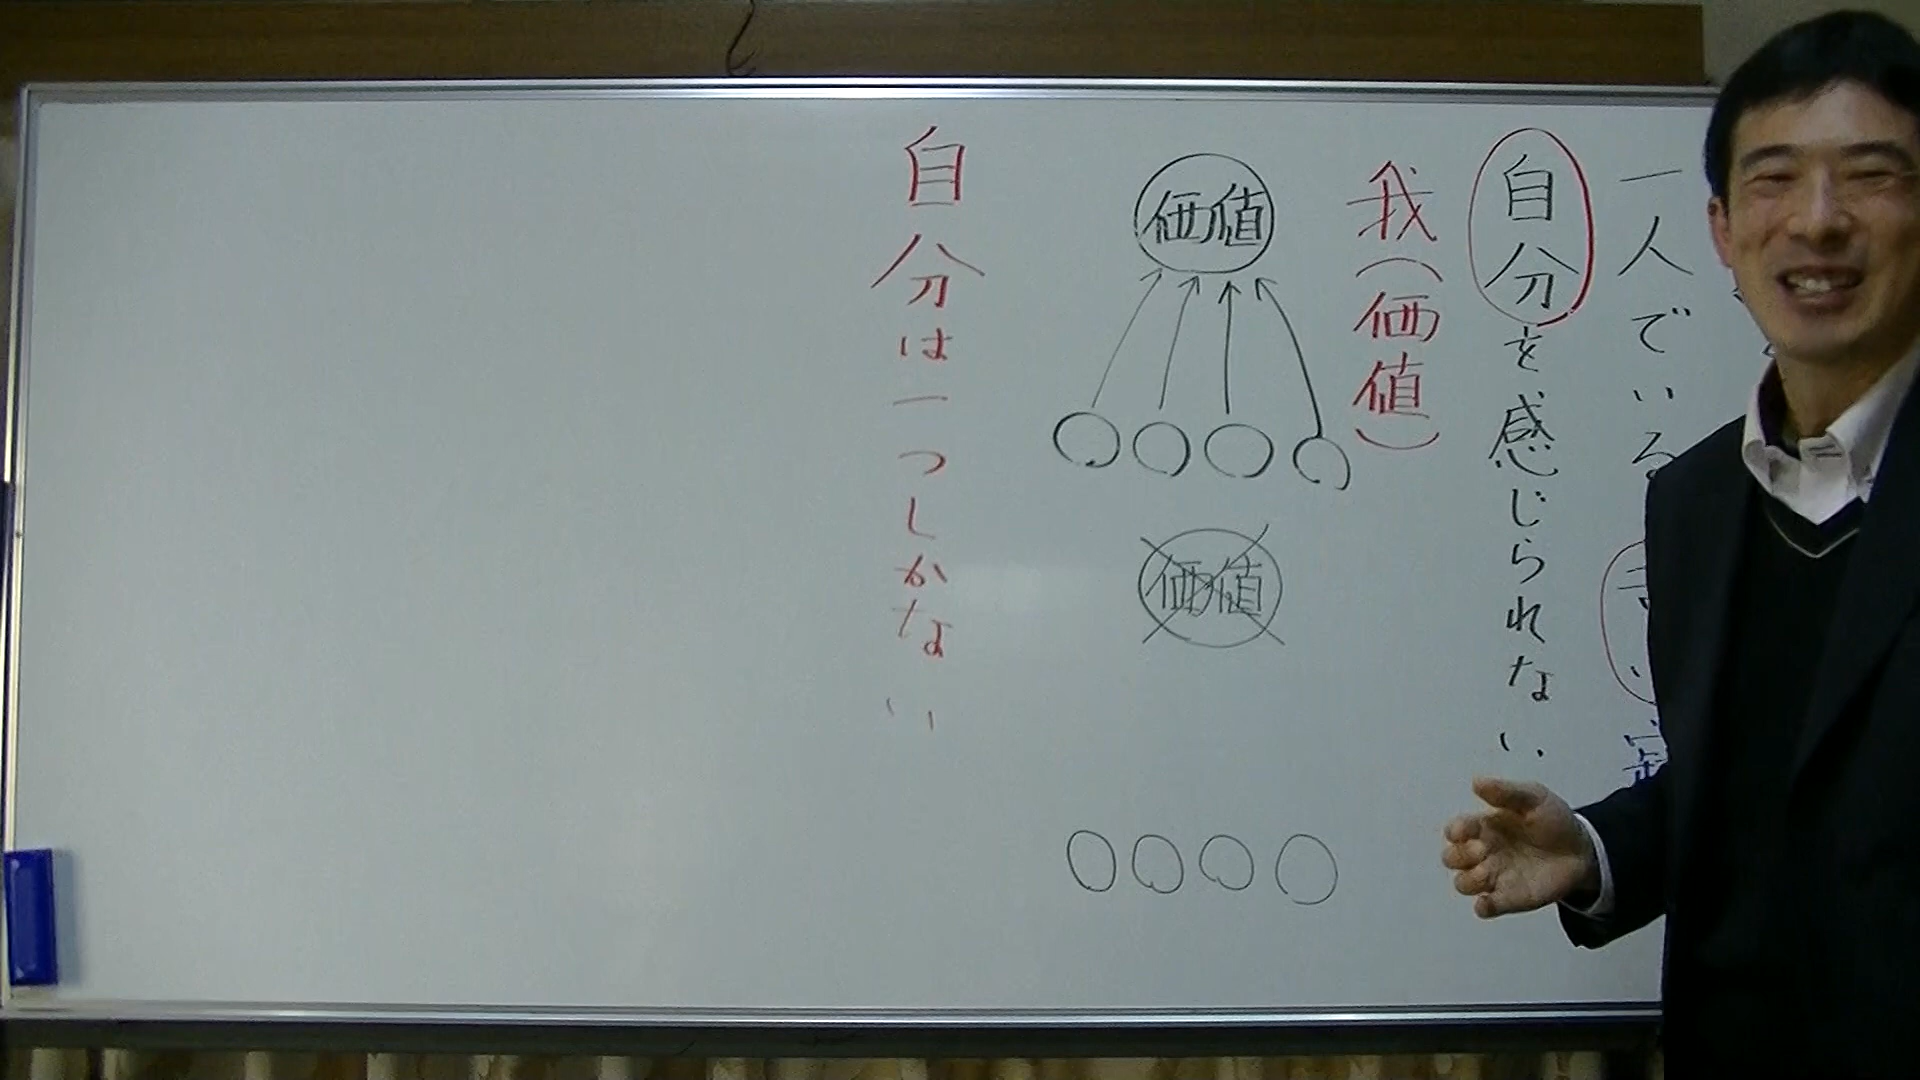 一人でいる
自分を感じられない
我(価値)
価値
価値
自分は一つしかない